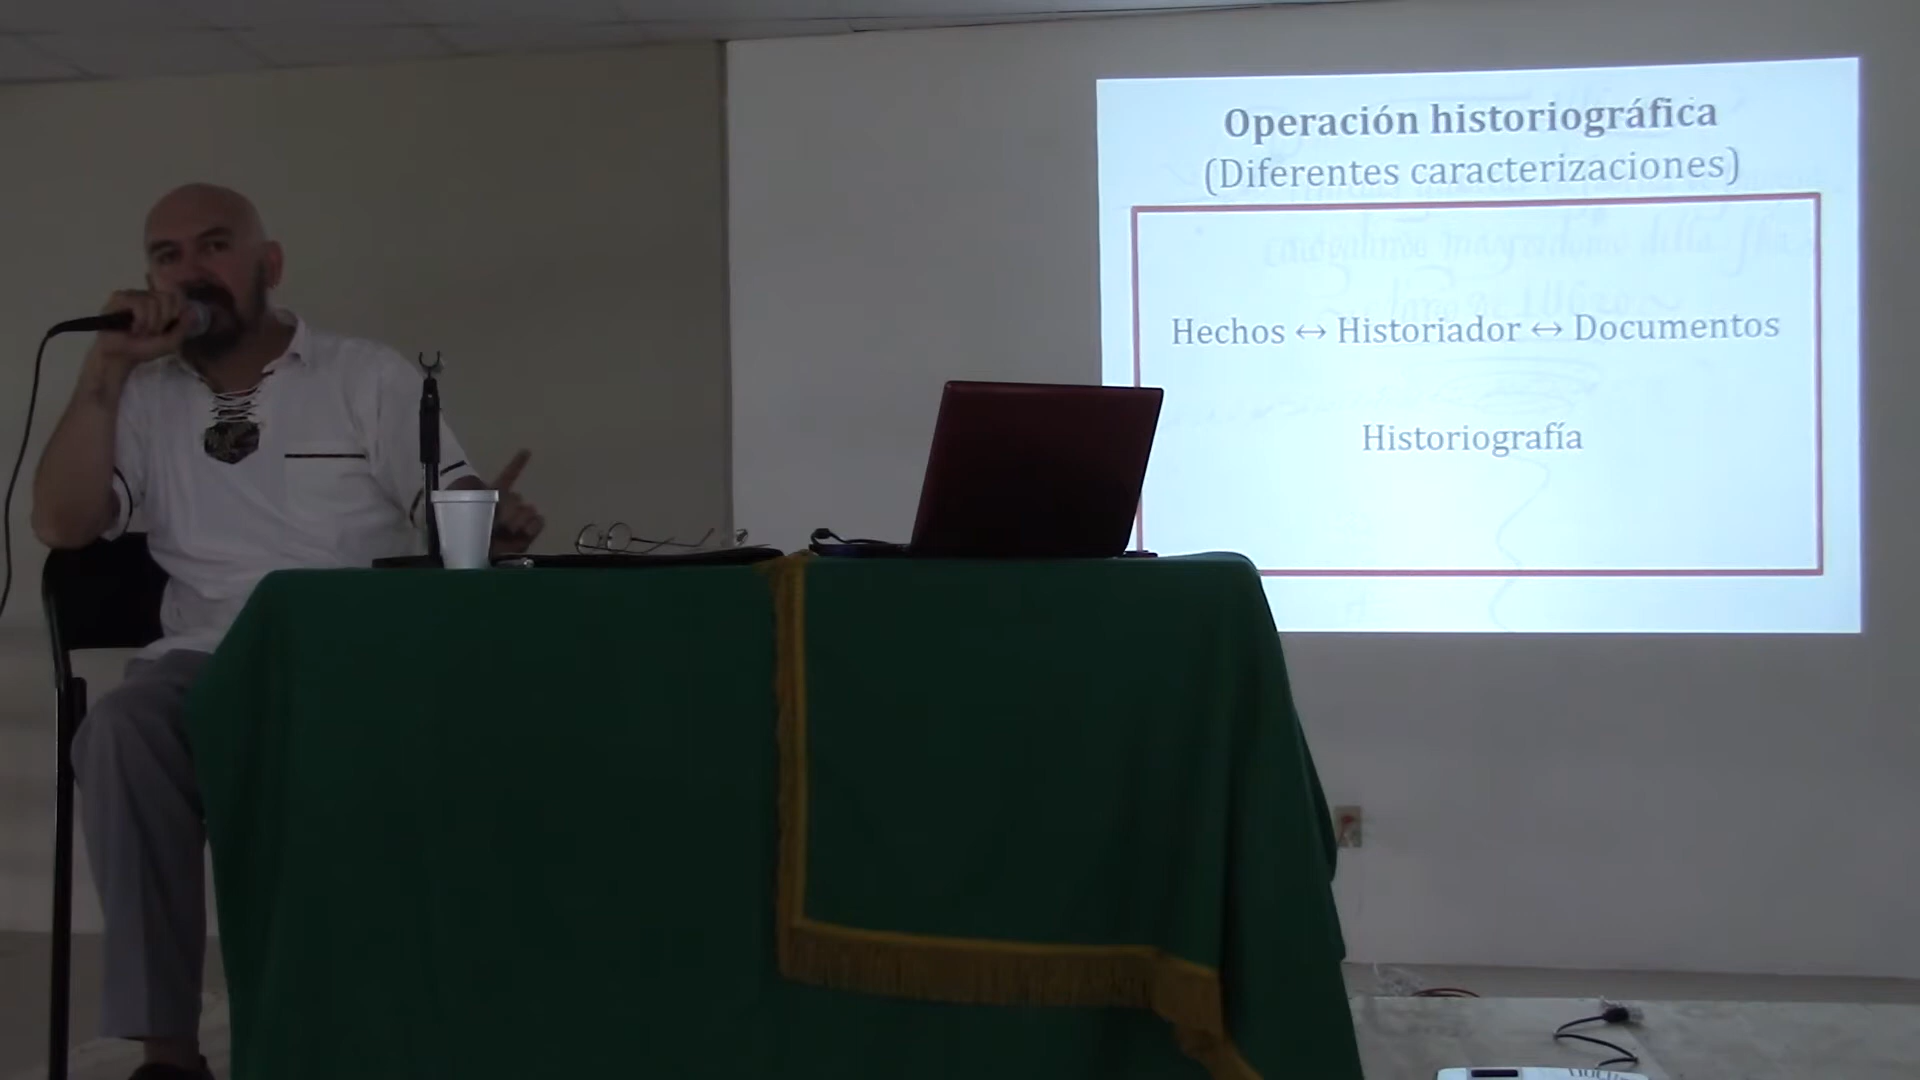 Operación historiográfica
(Diferentes caracterizaciones)
Hechos ↔ Historiador ↔ Documentos
Historiografía